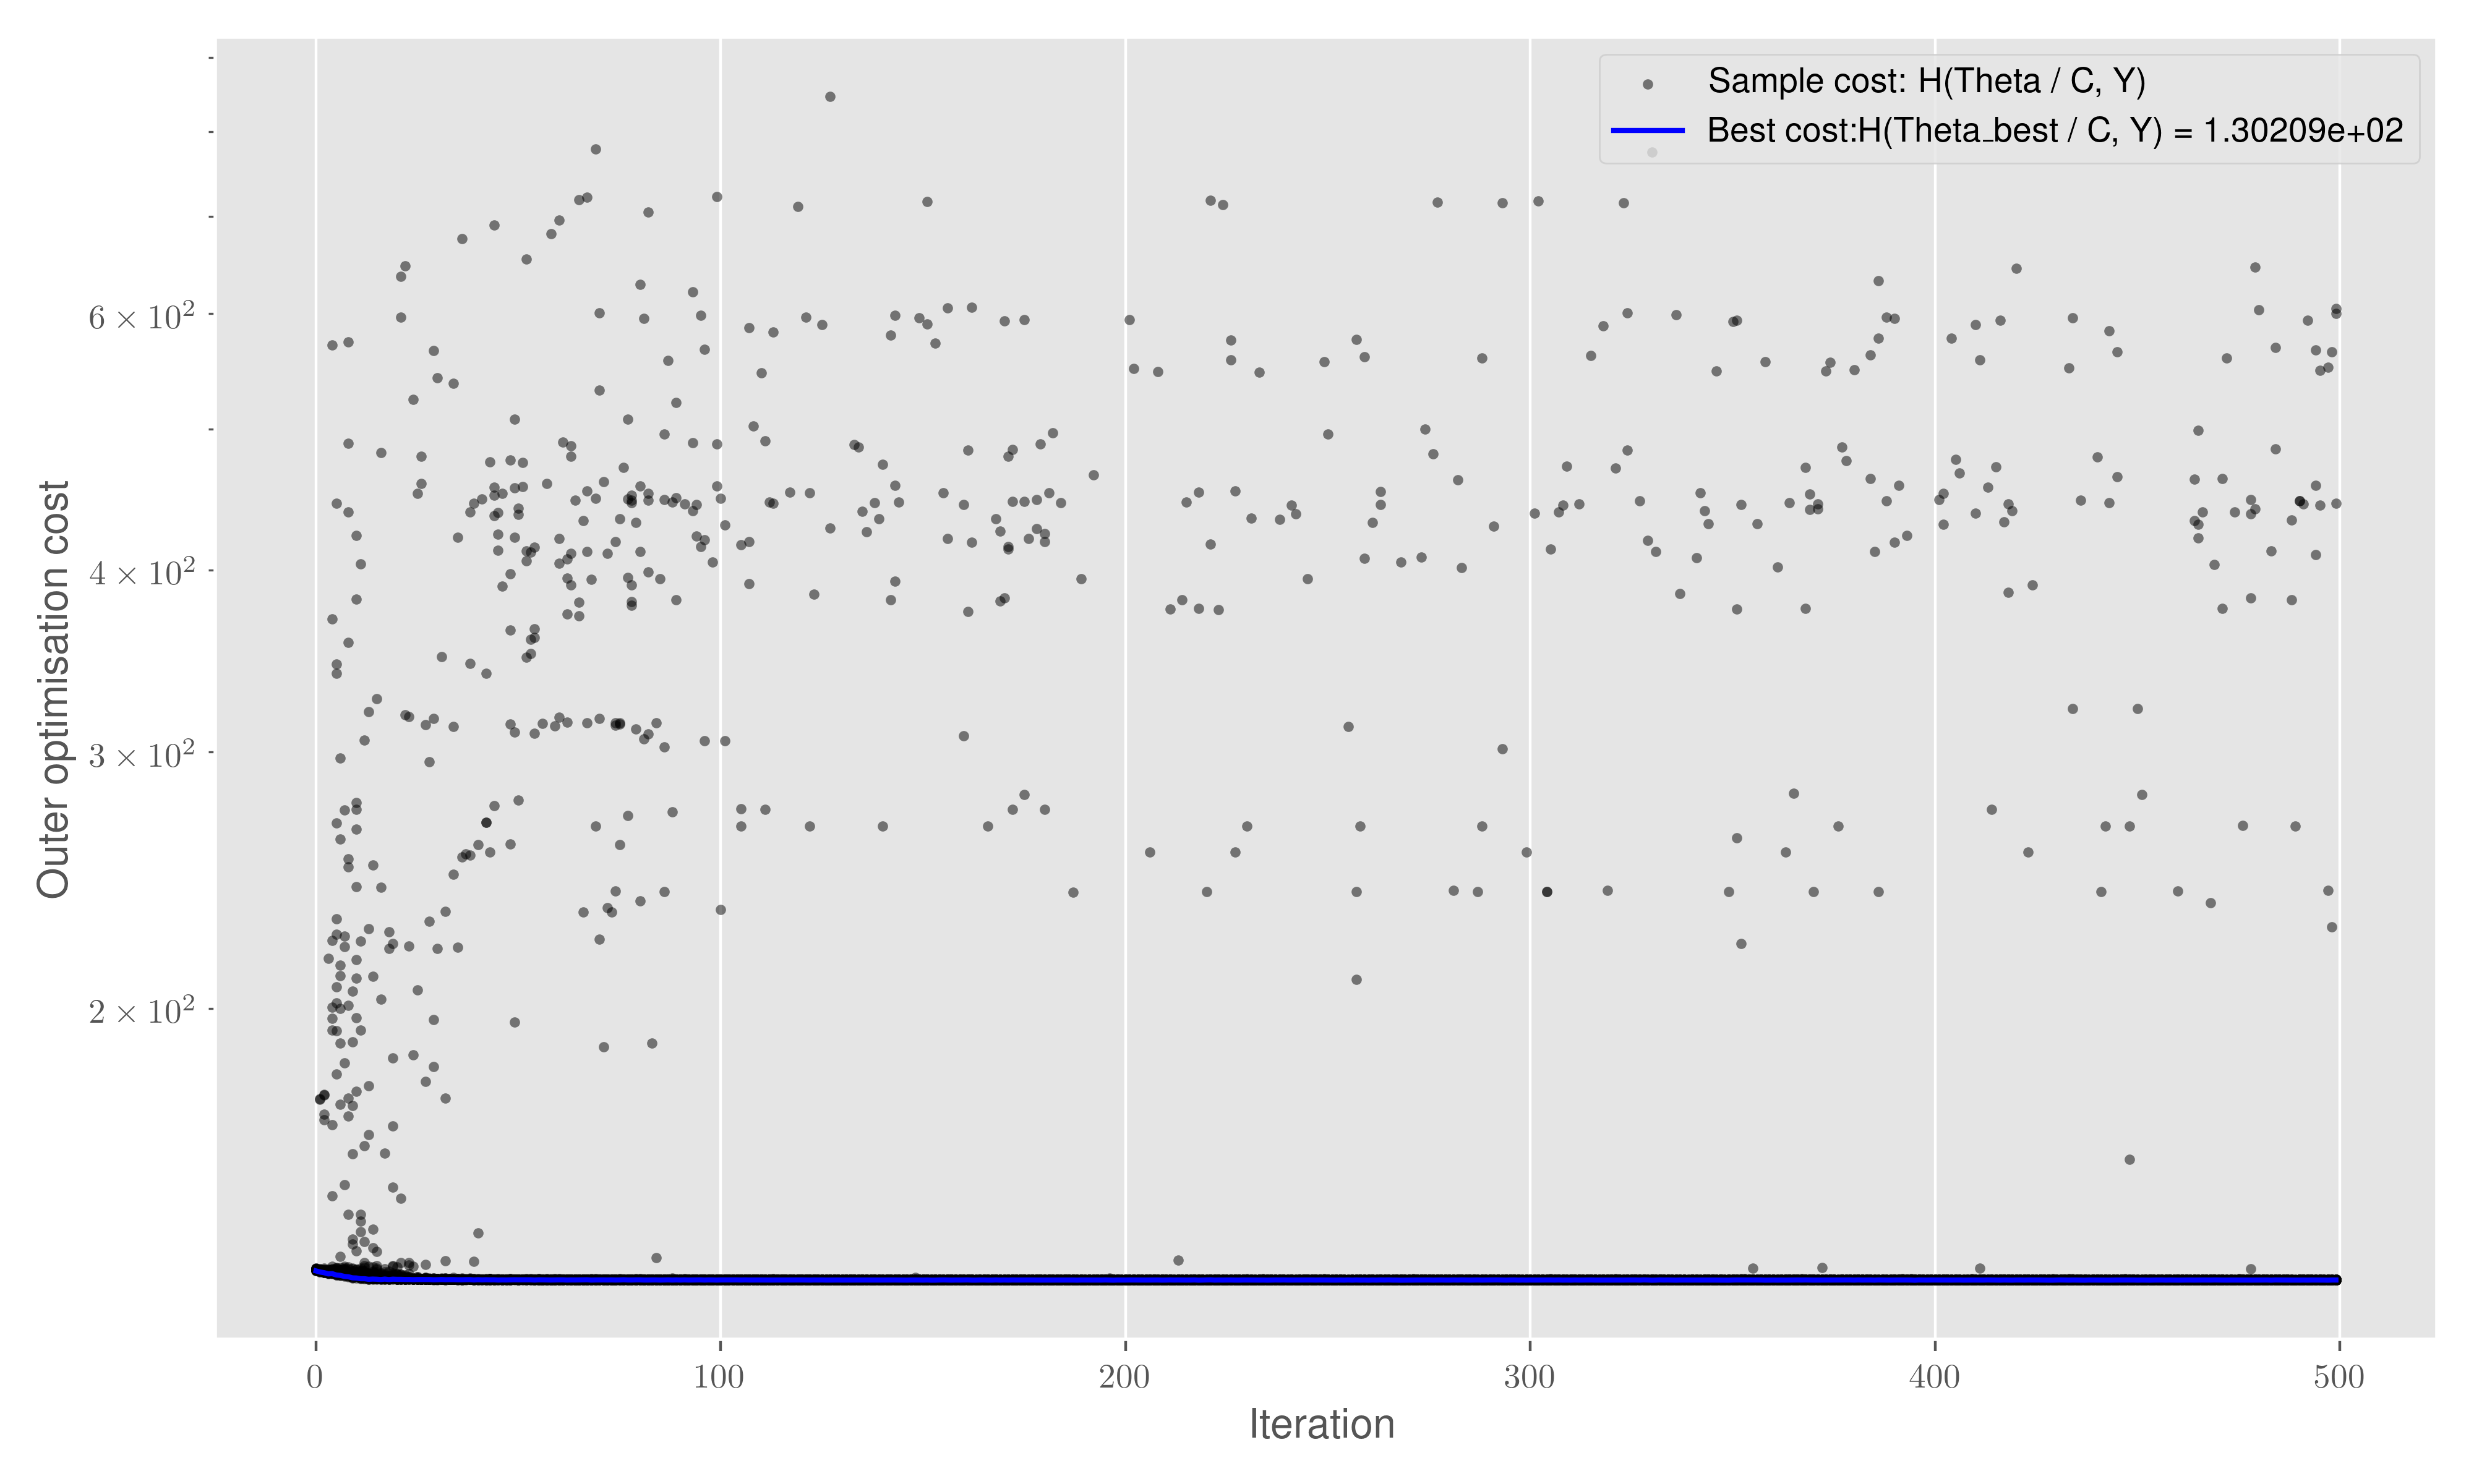 Sample cost: H(Theta / C, Y)
Best cost:H(Theta_best / C, Y) = 1.30209e+02
Outer optimisation cost
6 × 10²
4 × 10²
3 × 10²
2 × 10²
0 100 200 300 400 500
Iteration